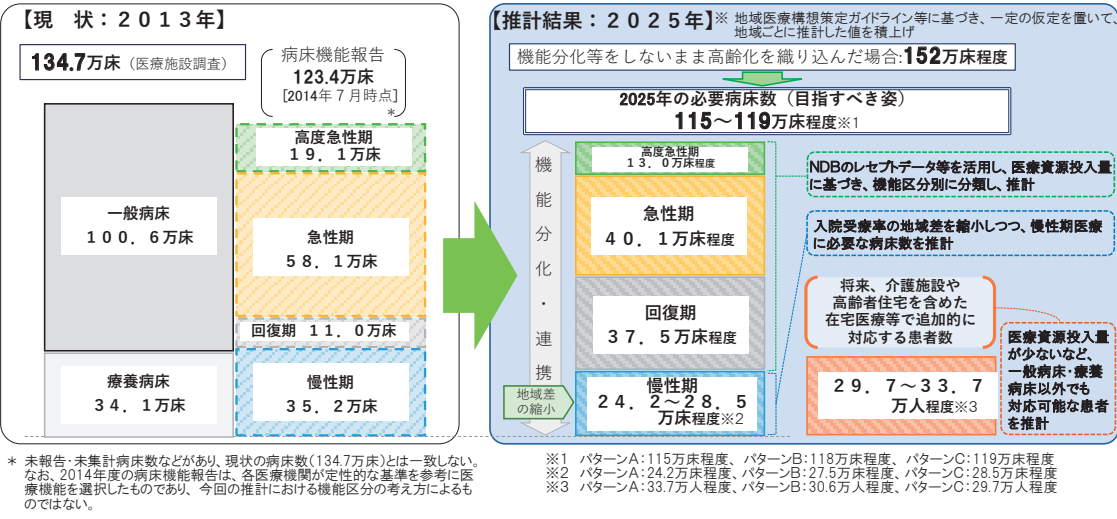 【現　状：２０１３年】
134.7万床（医療施設調査）
病床機能報告
123.4万床
[2014年７月時点]
*
高度急性期
１９．１万床
一般病床
１００．６万床
急性期
５８．１万床
回復期　１１．０万床
療養病床
３４．１万床
慢性期
３５．２万床
【推計結果：２０２５年】※ 地域医療構想策定ガイドライン等に基づき、一定の仮定を置いて、
地域ごとに推計した値を積上げ
機能分化等をしないまま高齢化を織り込んだ場合:152万床程度
2025年の必要病床数（目指すべき姿）
115～119万床程度※1
機能分化・連携
地域差
の縮小
高度急性期
１３．０万床程度
急性期
４０．１万床程度
回復期
３７．５万床程度
慢性期
２４．２～２８．５
万床程度※2
NDBのレセプトデータ等を活用し、医療資源投入量
に基づき、機能区分別に分類し、推計
入院受療率の地域差を縮小しつつ、慢性期医療
に必要な病床数を推計
将来、介護施設や
高齢者住宅を含めた
在宅医療等で追加的に
対応する患者数
２９．７～３３．７
万人程度※3
医療資源投入量
が少ないなど、
一般病床・療養
病床以外でも
対応可能な患者
を推計
＊ 未報告・未集計病床数などがあり、現状の病床数（134.7万床）とは一致しない。
なお、2014年度の病床機能報告は、各医療機関が定性的な基準を参考に医
療機能を選択したものであり、今回の推計における機能区分の考え方によるも
のではない。
※1　パターンA：115万床程度、パターンB：118万床程度、パターンC：119万床程度
※2　パターンA：24.2万床程度、パターンB：27.5万床程度、パターンC：28.5万床程度
※3　パターンA：33.7万人程度、パターンB：30.6万人程度、パターンC：29.7万人程度